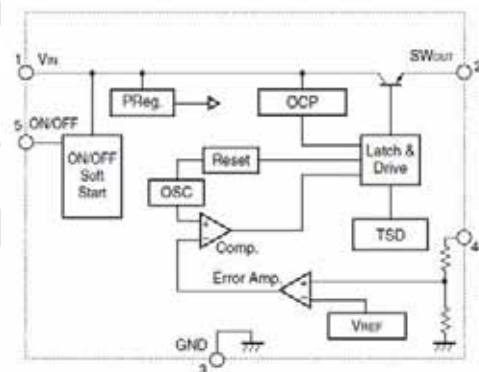 1 VIN SWOUT 2
PReg. OCP
5 ON/OFF
ON/OFF
Soft
Start
Latch &
Drive
Reset
OSC
+
−
Comp.
TSD
4
Error Amp.
+
−
VREF
GND
3